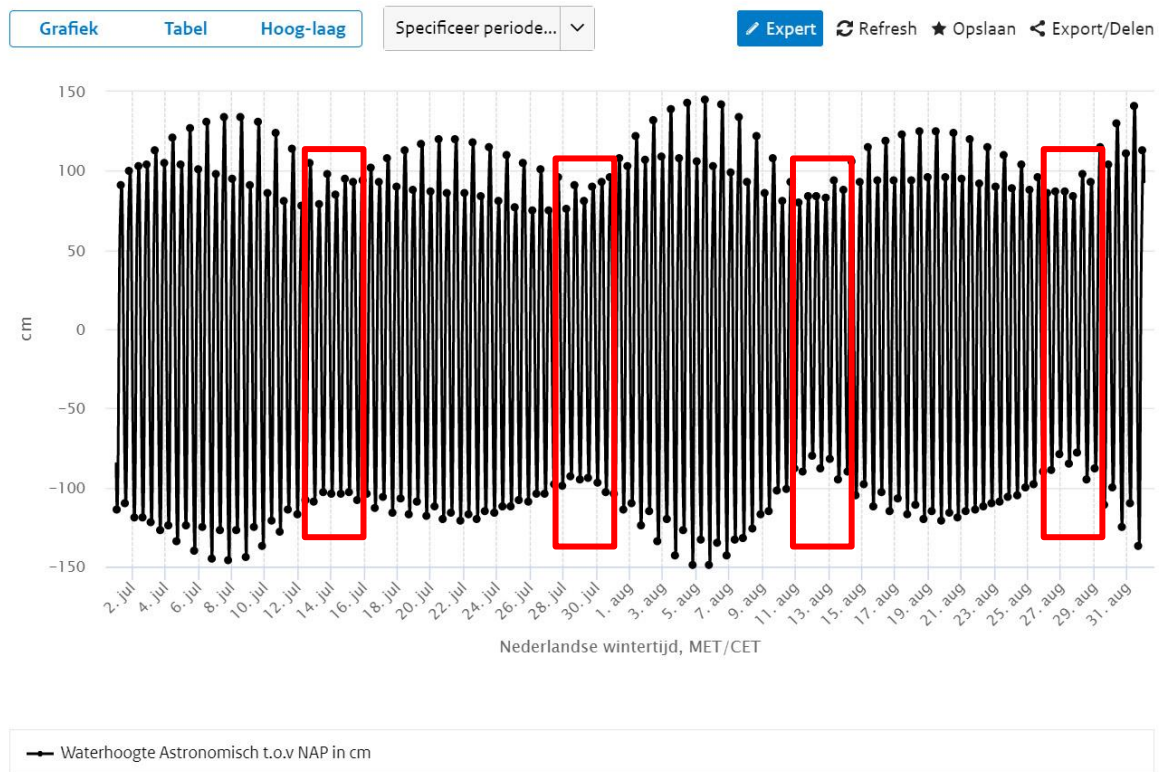 Grafiek Tabel Hoog-laag Specificeer periode... Expert Refresh Opslaan Export/Delen
150
100
50
0
-50
-100
-150
cm
2. jul 4. jul 6. jul 8. jul 10. jul 12. jul 14. jul 16. jul 18. jul 20. jul 22. jul 24. jul 26. jul 28. jul 30. jul 1. aug 3. aug 5. aug 7. aug 9. aug 11. aug 13. aug 15. aug 17. aug 19. aug 21. aug 23. aug 25. aug 27. aug 29. aug 31. aug
Nederlandse wintertijd, MET/CET
Waterhoogte Astronomisch t.o.v NAP in cm